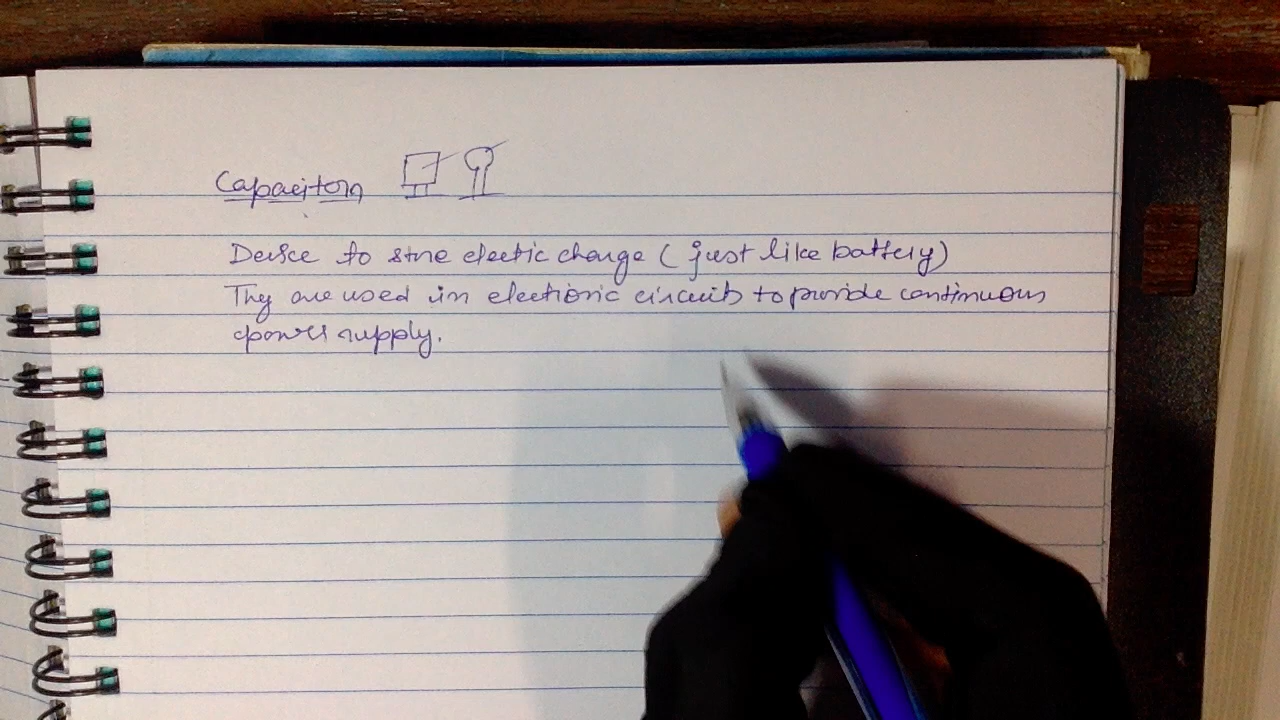 Capacitors
Device to store electric charge (just like battery)
They are used in electronic circuits to provide continuous
power supply.